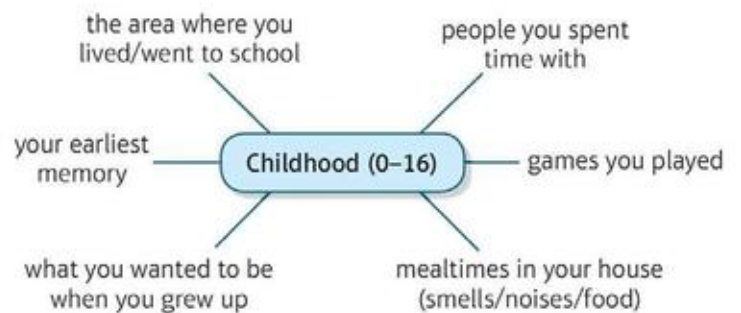 the area where you
lived/went to school
people you spent
time with
your earliest
memory
Childhood (0–16)
games you played
what you wanted to be
when you grew up
mealtimes in your house
(smells/noises/food)